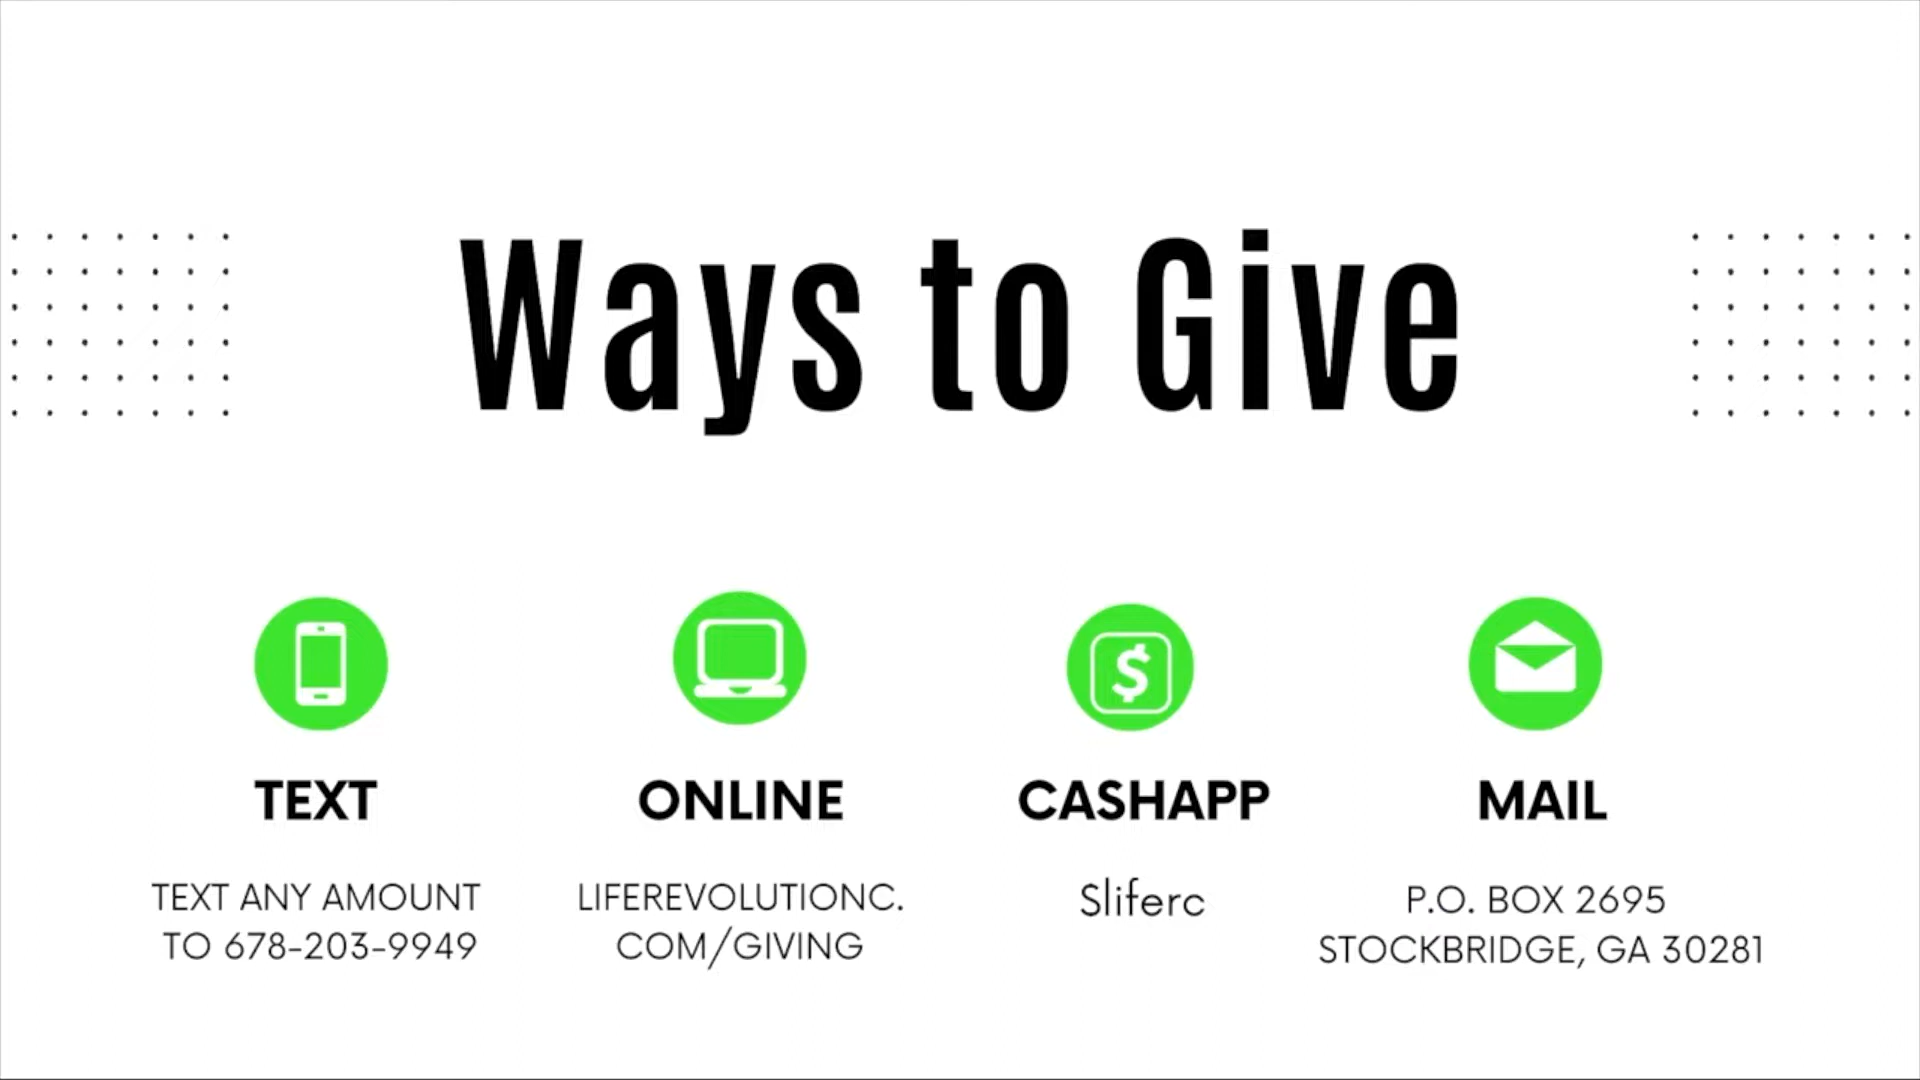 Ways to Give
TEXT
TEXT ANY AMOUNT
TO 678-203-9949
ONLINE
LIFEREVOLUTIONC.
COM/GIVING
CASHAPP
Sliferc
MAIL
P.O. BOX 2695
STOCKBRIDGE, GA 30281